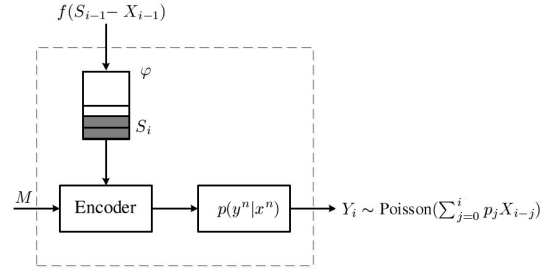 f(S_{i−1} − X_{i−1})
φ
S_i
M
Encoder
p(y^n|x^n)
Y_i ∼ Poisson(∑_{j=0}^{i} p_j X_{i−j})